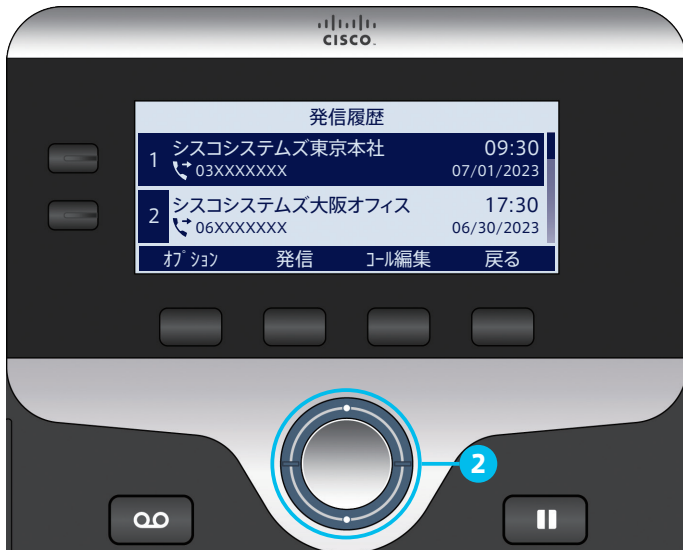 CISCO.
発信履歴
1 シスコシステムズ東京本社 09:30
03XXXXXXX 07/01/2023
2 シスコシステムズ大阪オフィス 17:30
06XXXXXXX 06/30/2023
ｵﾌﾟｼｮﾝ 発信 ｺｰﾙ編集 戻る
2